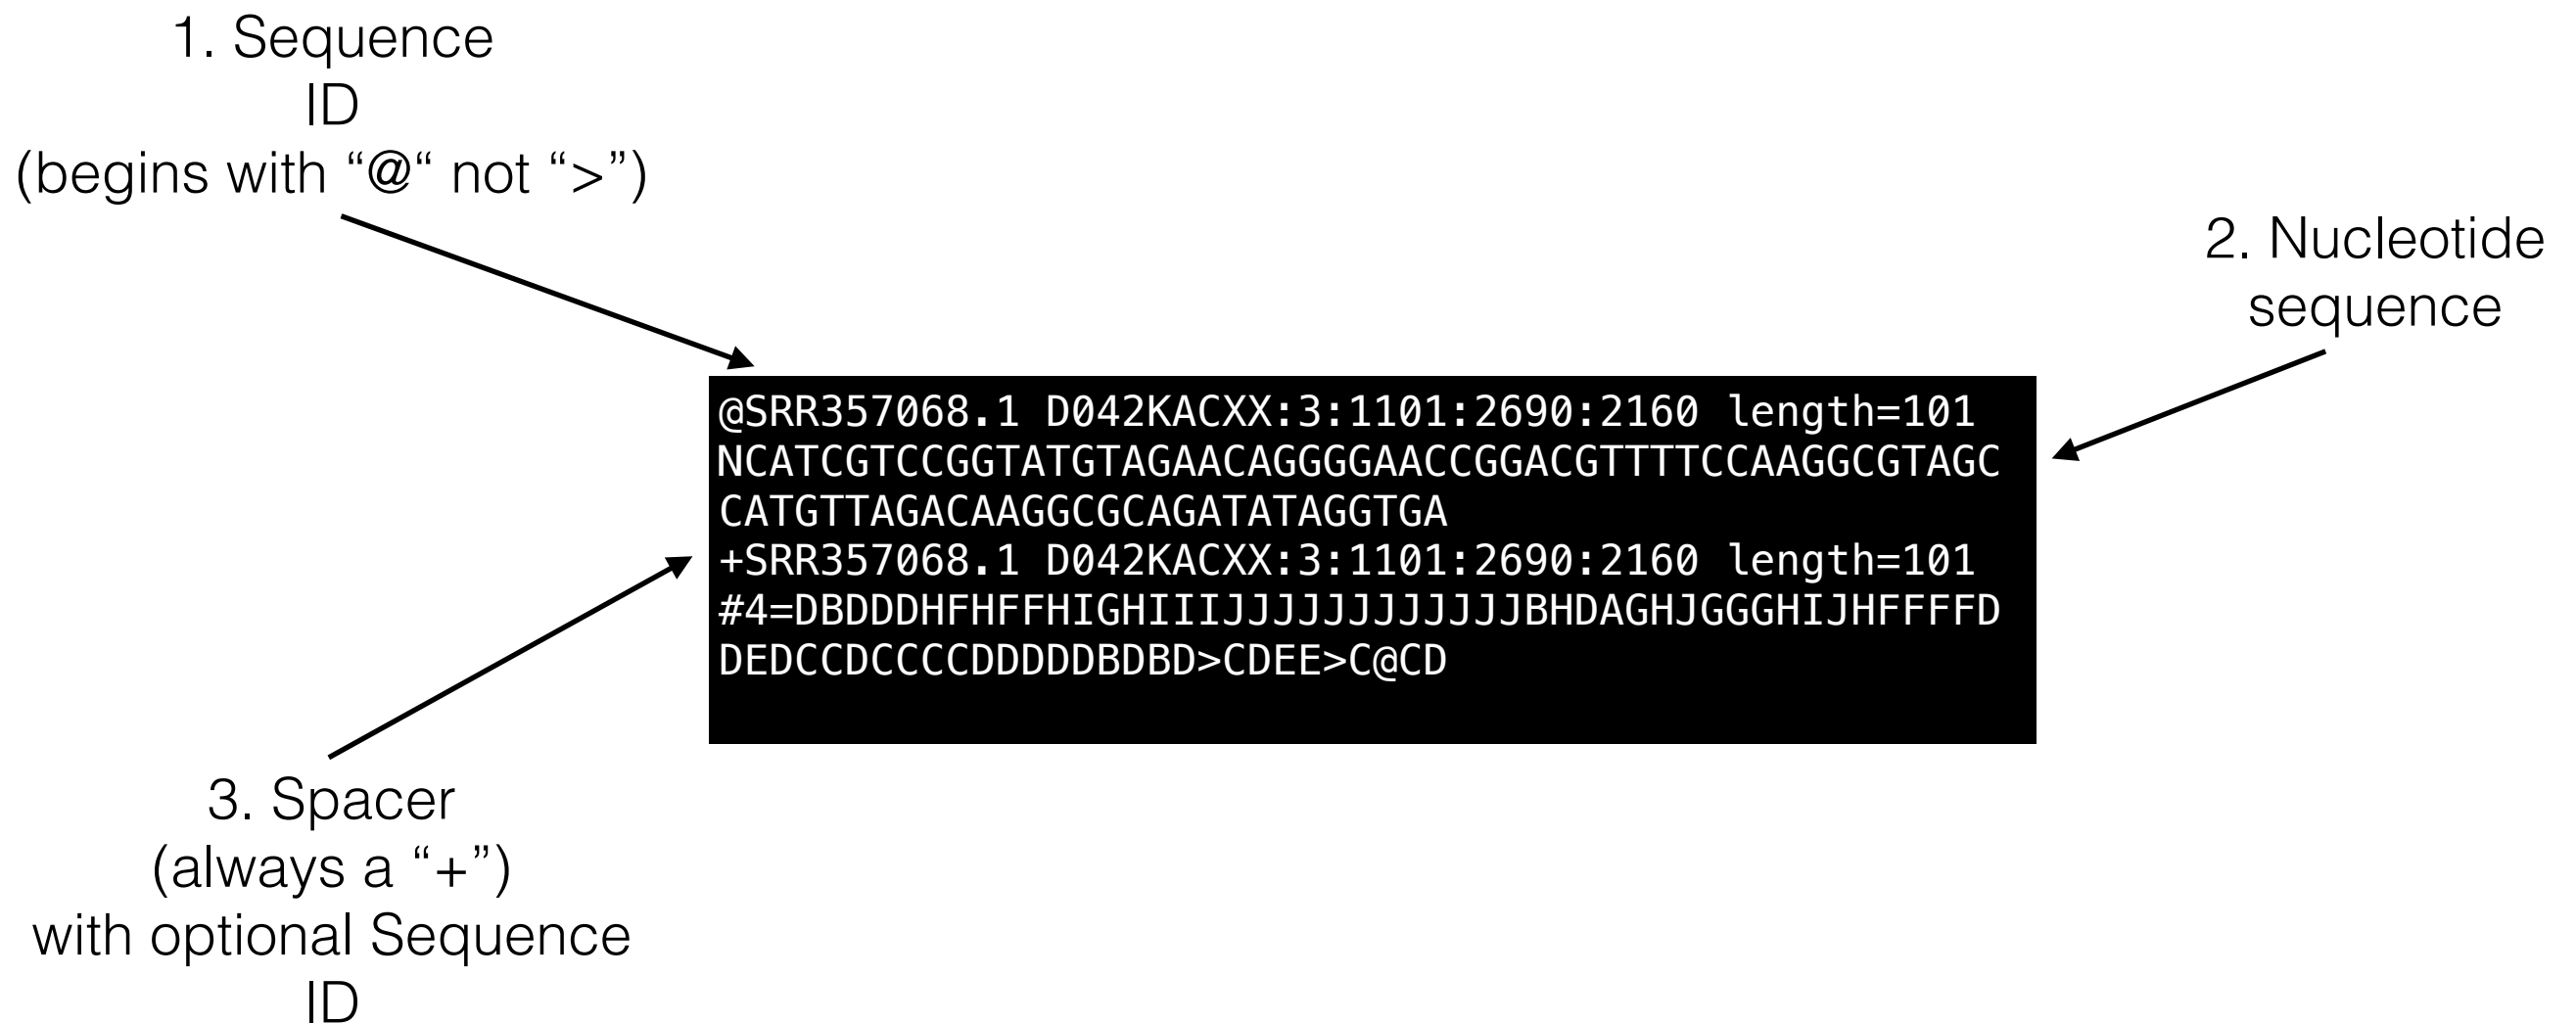 1. Sequence
ID
(begins with “@“ not “>”)
2. Nucleotide
sequence
@SRR357068.1 D042KACXX:3:1101:2690:2160 length=101
NCATCGTCCGGTATGTAGAACAGGGGAACCGGACGTTTTCCAAGGCGTAGC
CATGTTAGACAAGGCGCAGATATAGGTGA
+SRR357068.1 D042KACXX:3:1101:2690:2160 length=101
#4=DBDDDHFHFFHIGHIIIJJJJJJJJJJJJBHDAGHJGGGHIJHFFFFD
DEDCCDCCCCDDDDDBDBD>CDEE>C@CD
3. Spacer
(always a “+”)
with optional Sequence
ID